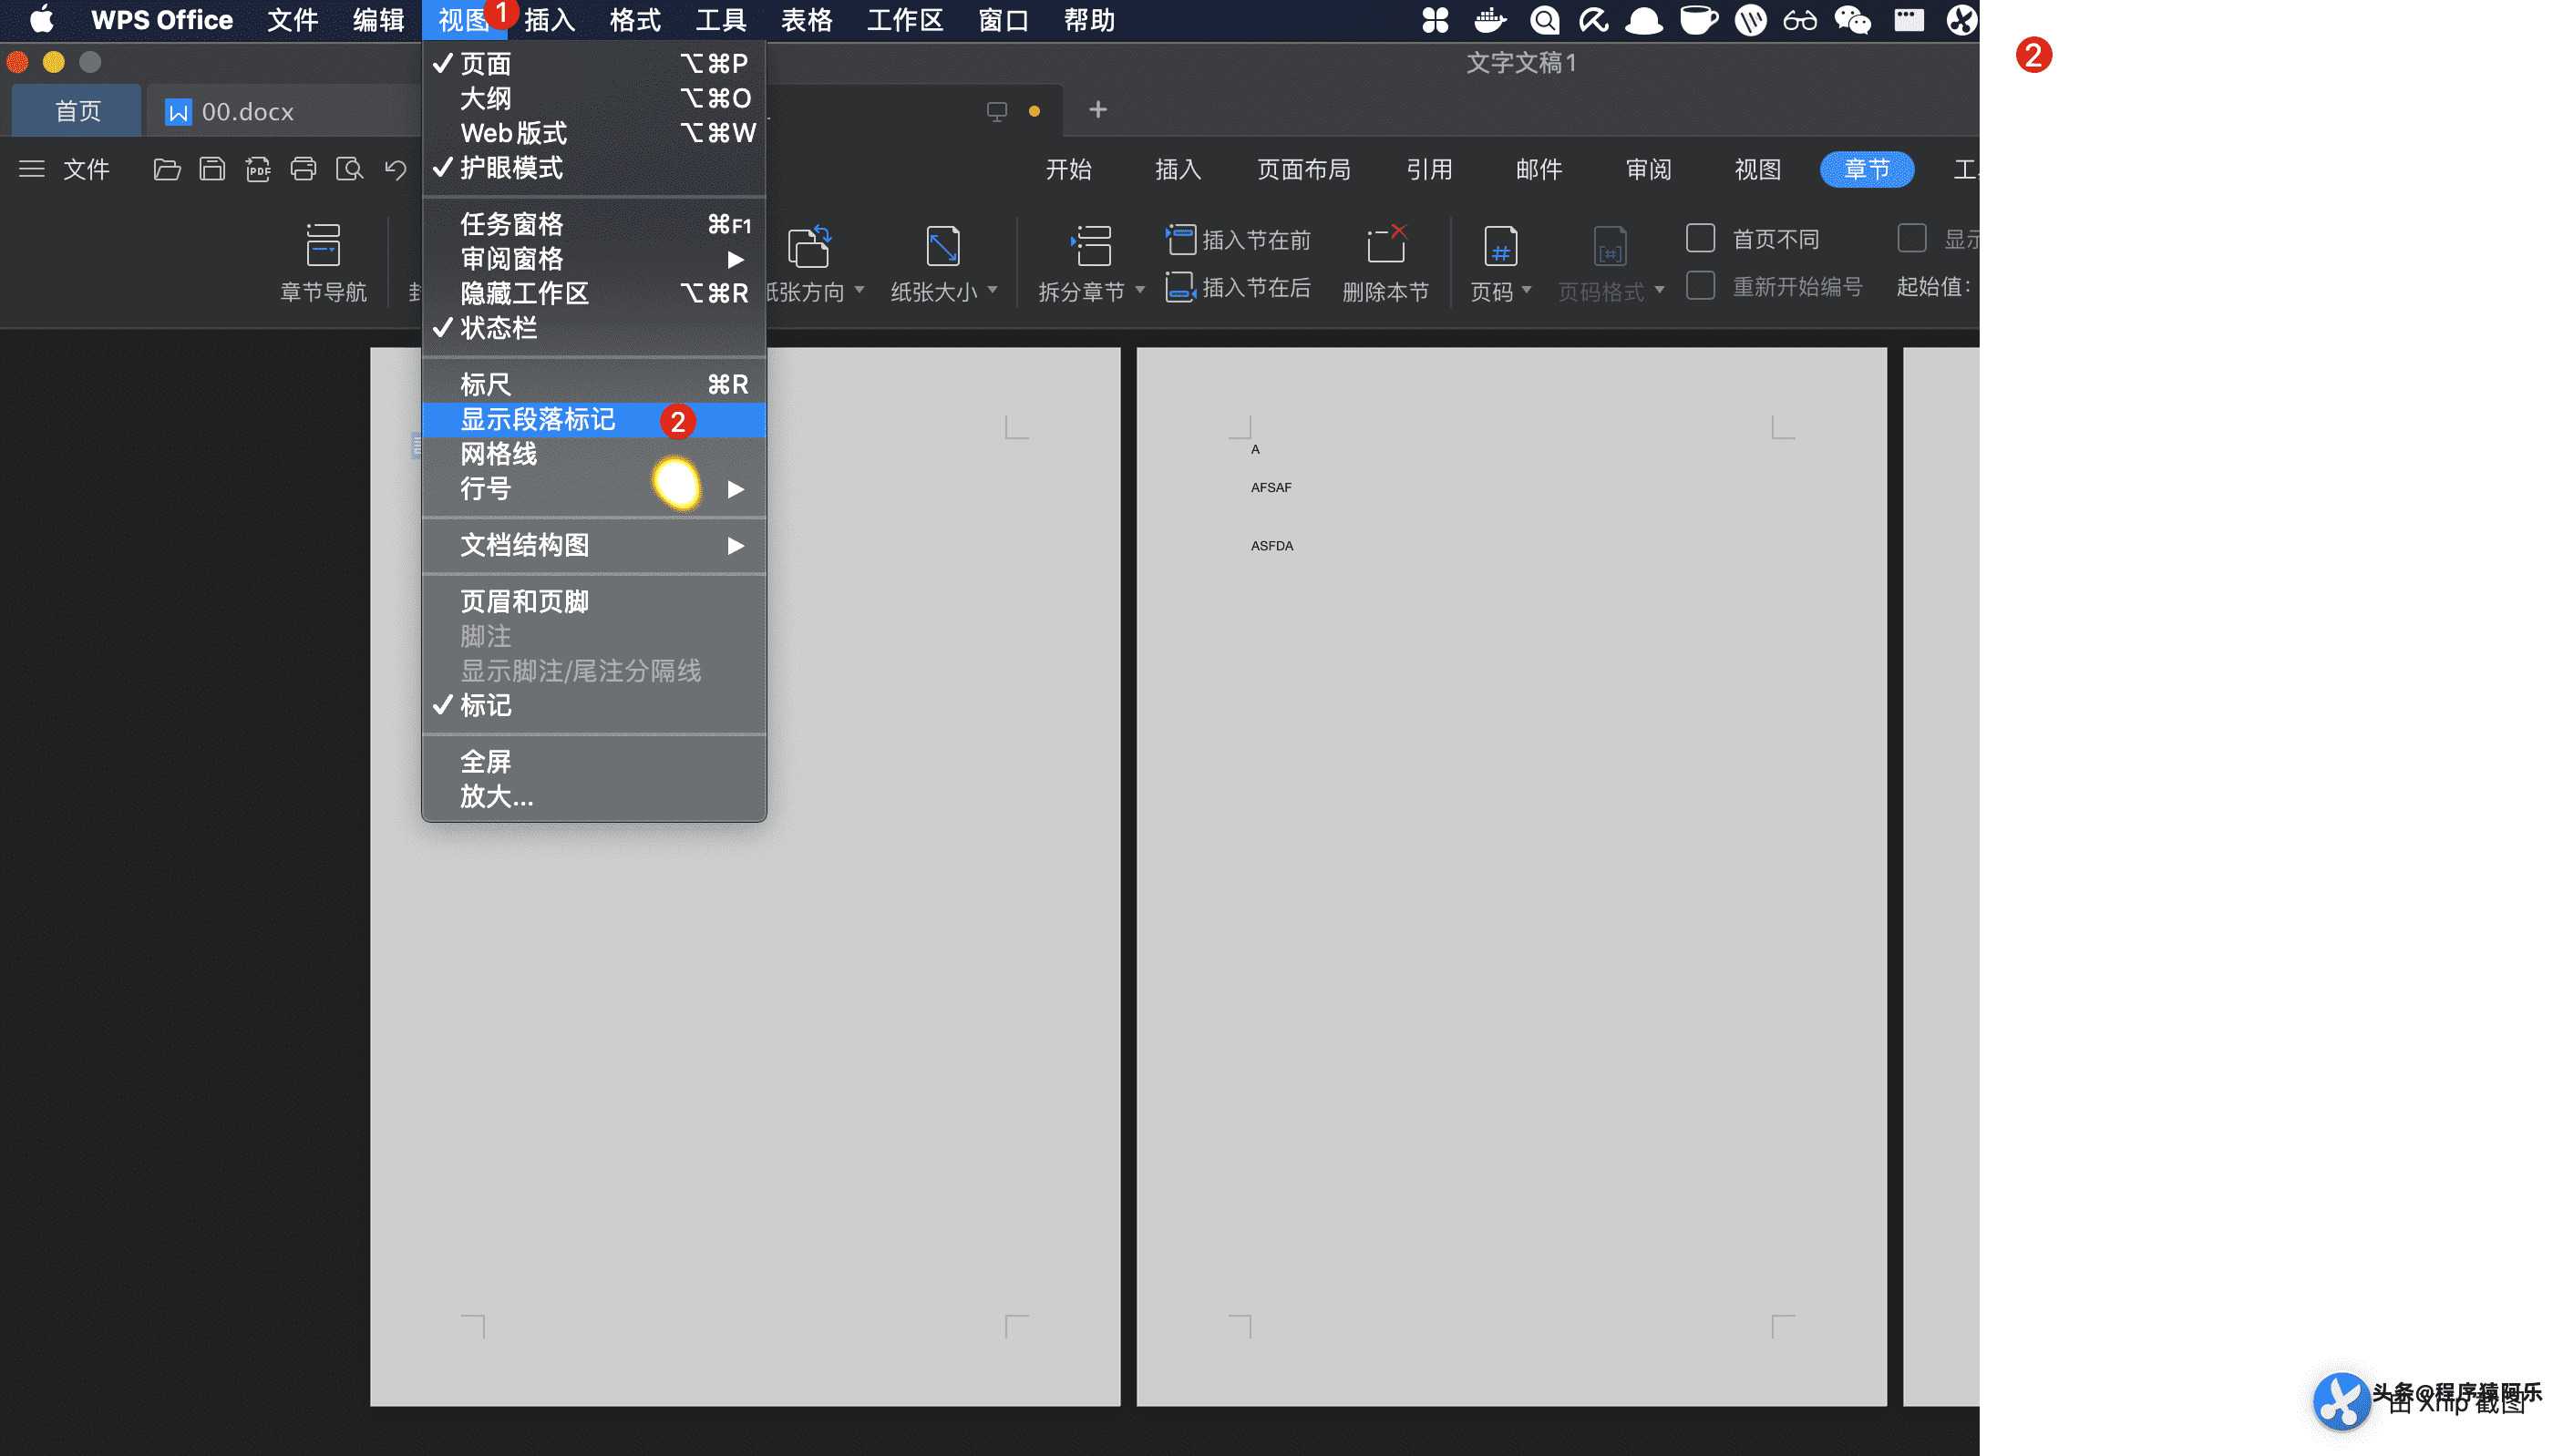 WPS Office 文件 编辑 视图 1 插入 格式 工具 表格 工作区 窗口 帮助
2
文字文稿1
首页 00.docx
文件 PDF 开始 插入 页面布局 引用 邮件 审阅 视图 章节
章节导航 纸张方向 纸张大小 拆分章节 插入节在前 插入节在后 删除本节 页码 页码格式 首页不同 重新开始编号 显示 起始值:
✓ 页面 ⌥⌘P
大纲 ⌥⌘O
Web版式 ⌥⌘W
✓ 护眼模式
任务窗格 ⌘F1
审阅窗格 ▶
隐藏工作区 ⌥⌘R
✓ 状态栏
标尺 ⌘R
显示段落标记 2
网格线
行号 ▶
文档结构图 ▶
页眉和页脚
脚注
显示脚注/尾注分隔线
✓ 标记
全屏
放大...
A
AFSAF
ASFDA
头条@程序猿阿乐
由 Xnip 截图